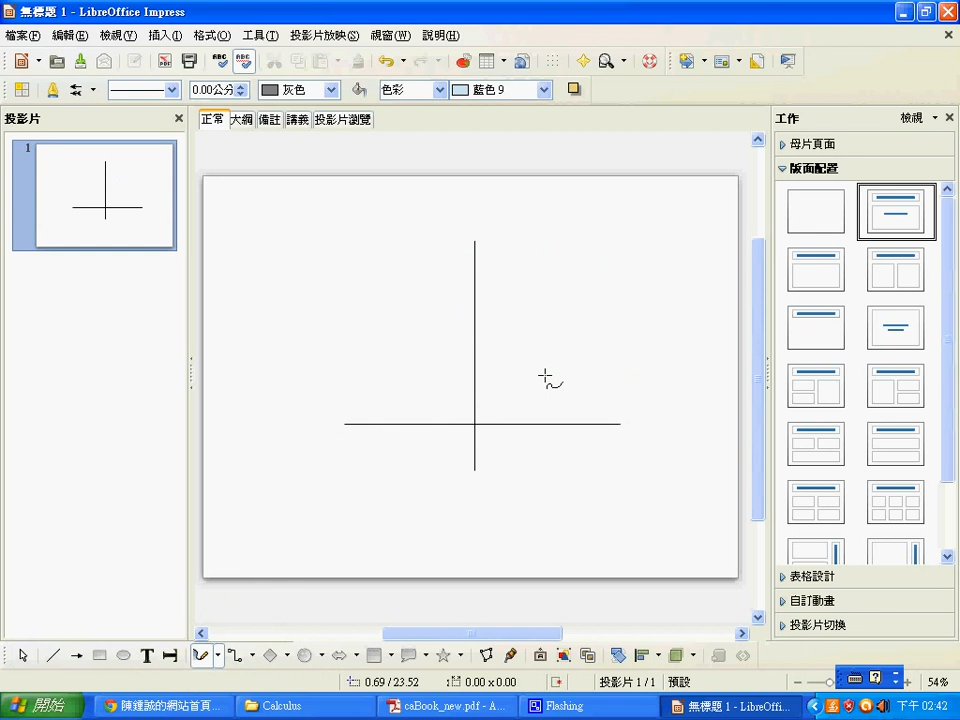 無標題 1 - LibreOffice Impress
檔案(F) 編輯(E) 檢視(V) 插入(I) 格式(O) 工具(T) 投影片放映(S) 視窗(W) 說明(H)
0.00公分 灰色 色彩 藍色 9
投影片 正常 大綱 備註 講義 投影片瀏覽 工作 檢視
1
母片頁面
版面配置
表格設計
自訂動畫
投影片切換
0.69 / 23.52 0.00 x 0.00 投影片 1 / 1 預設 54%
開始 陳鍾誠的網站首頁... Calculus caBook_new.pdf - A... Flashing 無標題 1 - LibreOffi... 下午 02:42